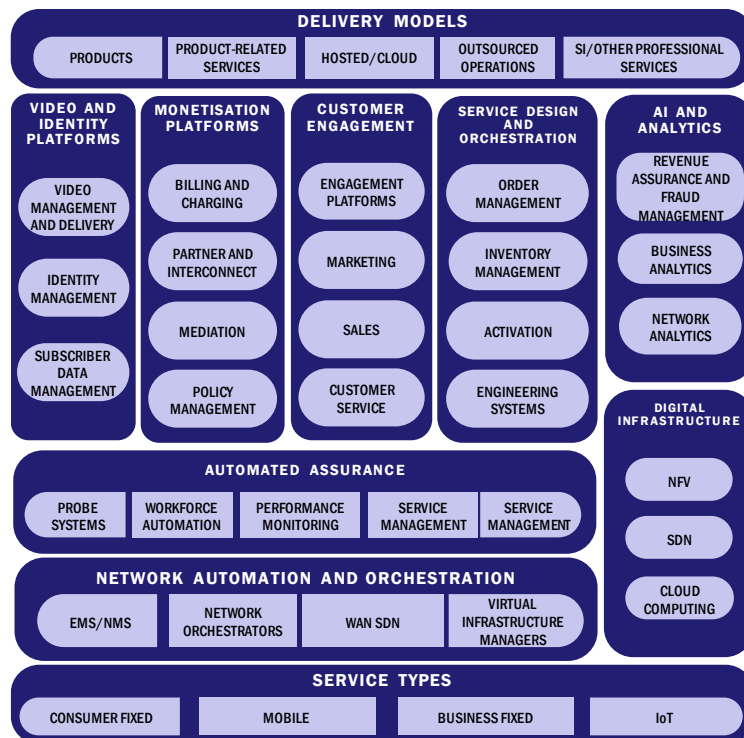 DELIVERY MODELS
PRODUCTS
PRODUCT-RELATED
SERVICES
HOSTED/CLOUD
OUTSOURCED
OPERATIONS
SI/OTHER PROFESSIONAL
SERVICES
VIDEO AND
IDENTITY
PLATFORMS
VIDEO
MANAGEMENT
AND DELIVERY
IDENTITY
MANAGEMENT
SUBSCRIBER
DATA
MANAGEMENT
MONETISATION
PLATFORMS
BILLING AND
CHARGING
PARTNER AND
INTERCONNECT
MEDIATION
POLICY
MANAGEMENT
CUSTOMER
ENGAGEMENT
ENGAGEMENT
PLATFORMS
MARKETING
SALES
CUSTOMER
SERVICE
SERVICE DESIGN
AND
ORCHESTRATION
ORDER
MANAGEMENT
INVENTORY
MANAGEMENT
ACTIVATION
ENGINEERING
SYSTEMS
AI AND
ANALYTICS
REVENUE
ASSURANCE AND
FRAUD
MANAGEMENT
BUSINESS
ANALYTICS
NETWORK
ANALYTICS
DIGITAL
INFRASTRUCTURE
NFV
SDN
CLOUD
COMPUTING
AUTOMATED ASSURANCE
PROBE
SYSTEMS
WORKFORCE
AUTOMATION
PERFORMANCE
MONITORING
SERVICE
MANAGEMENT
SERVICE
MANAGEMENT
NETWORK AUTOMATION AND ORCHESTRATION
EMS/NMS
NETWORK
ORCHESTRATORS
WAN SDN
VIRTUAL
INFRASTRUCTURE
MANAGERS
SERVICE TYPES
CONSUMER FIXED
MOBILE
BUSINESS FIXED
IoT